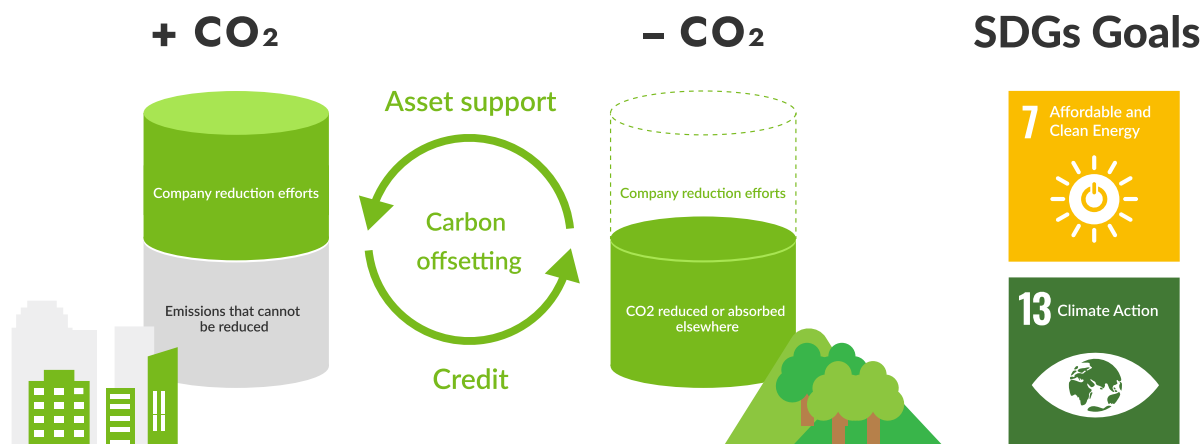 + CO₂
– CO₂
SDGs Goals
Asset support
Company reduction efforts
Emissions that cannot
be reduced
Carbon
offsetting
Credit
Company reduction efforts
CO2 reduced or absorbed
elsewhere
7
Affordable and
Clean Energy
13 Climate Action